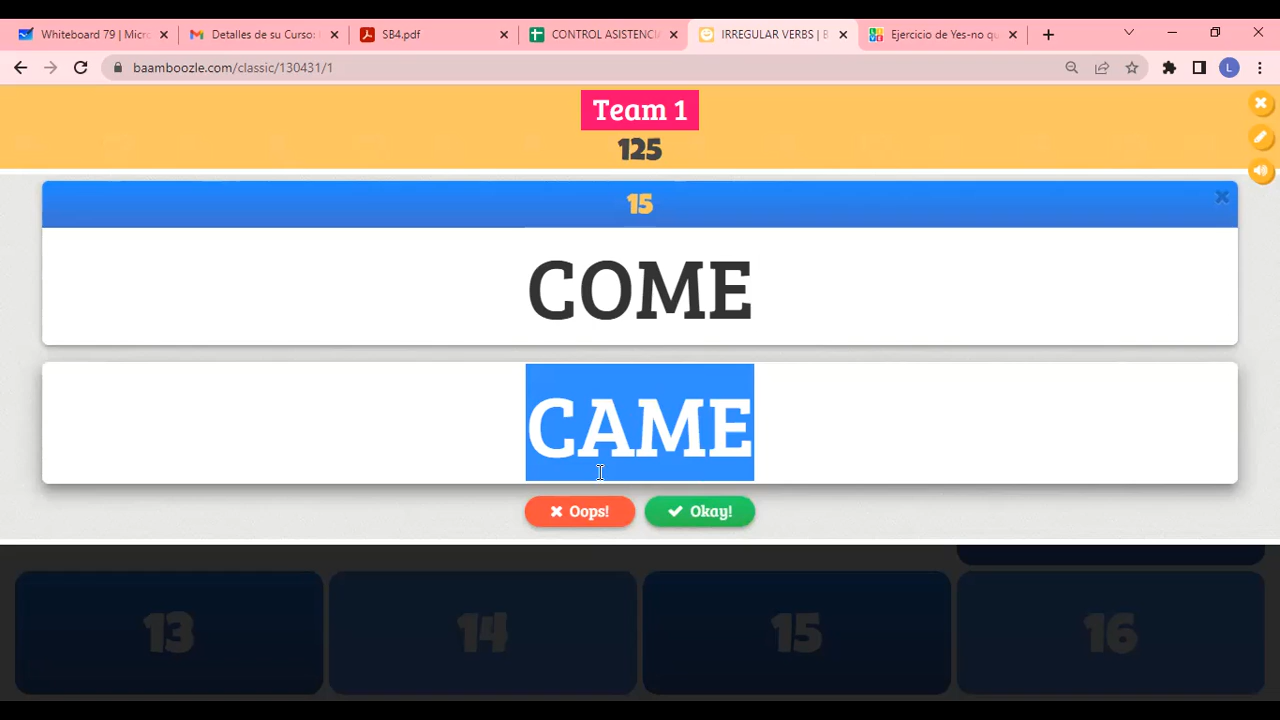 Whiteboard 79 | Micr
Detalles de su Curso:
SB4.pdf
CONTROL ASISTENCI
IRREGULAR VERBS | B
Ejercicio de Yes-no qu
baamboozle.com/classic/130431/1
L
Team 1
125
15
COME
CAME
Oops!
Okay!
13
14
15
16